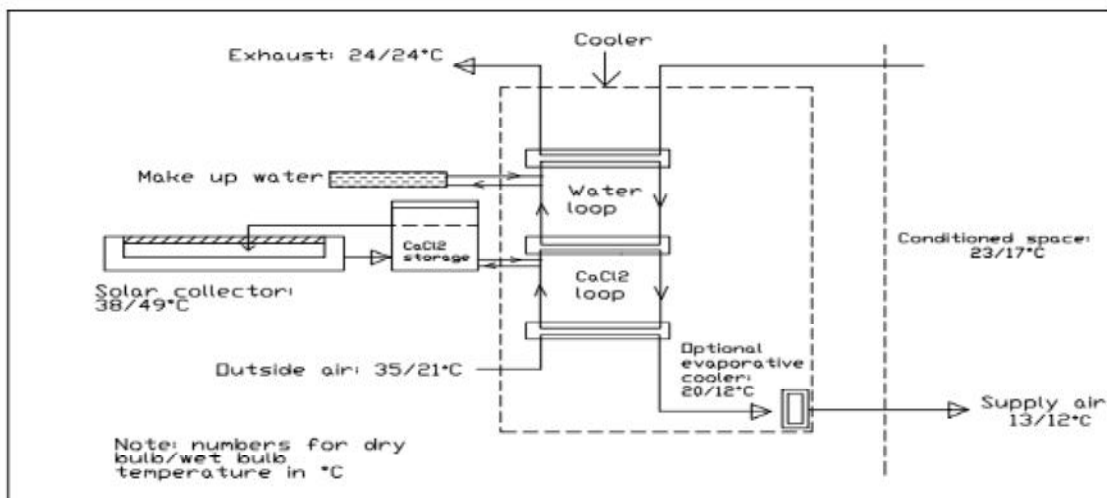 Cooler
Exhaust: 24/24°C
Make up water
Water
loop
CaCl2
storage
Conditioned space:
23/17°C
CaCl2
loop
Solar collector:
38/49°C
Outside air: 35/21°C
Optional
evaporative
cooler:
20/12°C
Supply air
13/12°C
Note: numbers for dry
bulb/wet bulb
temperature in °C